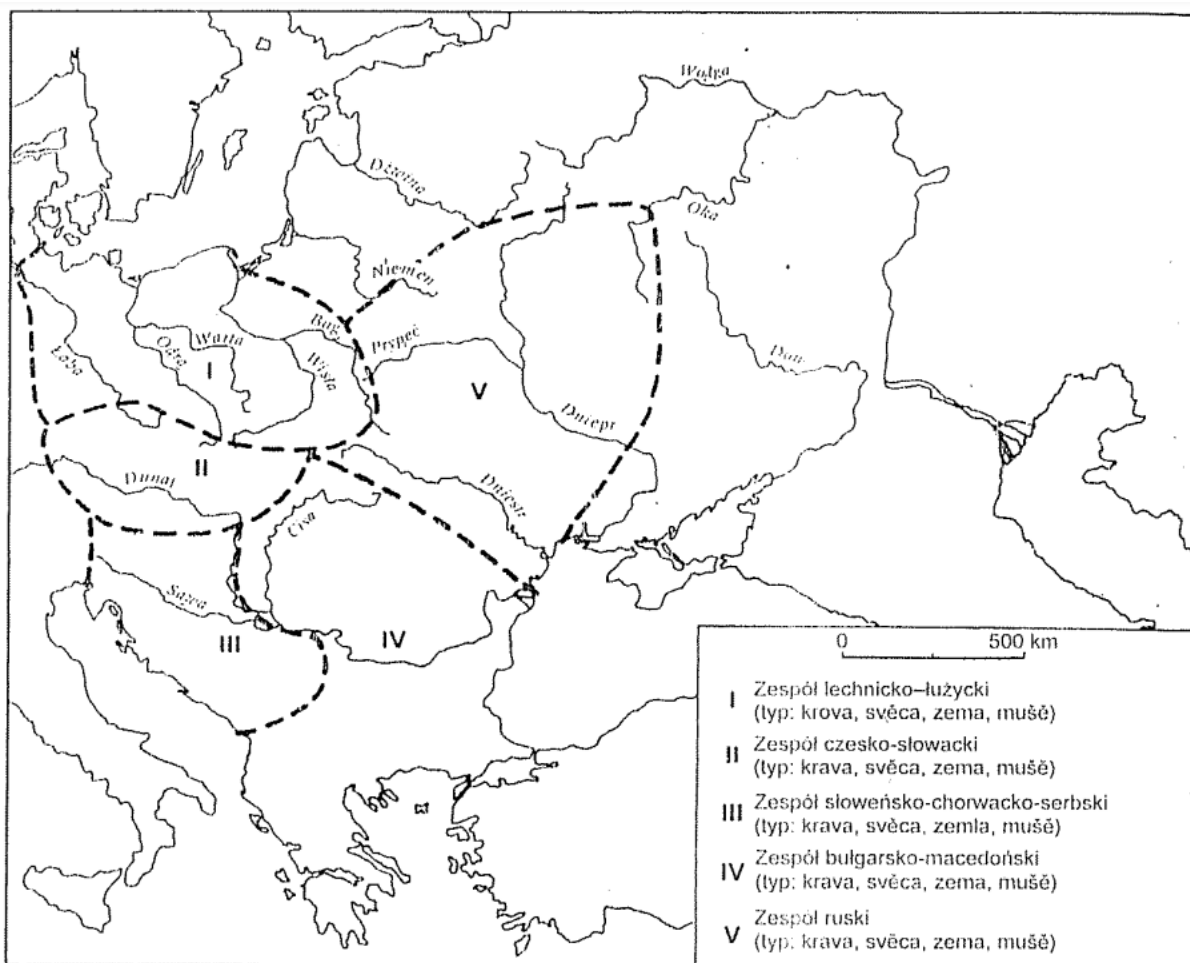 Wołga
Dźwina
Oka
Niemen
Bug
Prypeć
Warta
Odra
I
Wisła
Łaba
V
Don
Dniepr
II
Dunaj
Cisa
Dniestr
Sawa
III
IV
0 500 km
I Zespół lechnicko–łużycki
(typ: krova, svěca, zema, mušě)
II Zespół czesko-słowacki
(typ: krava, svěca, zema, mušě)
III Zespół słoweńsko-chorwacko-serbski
(typ: krava, svěca, zemla, mušě)
IV Zespół bułgarsko-macedoński
(typ: krava, svěca, zema, mušě)
V Zespół ruski
(typ: krava, svěca, zema, mušě)